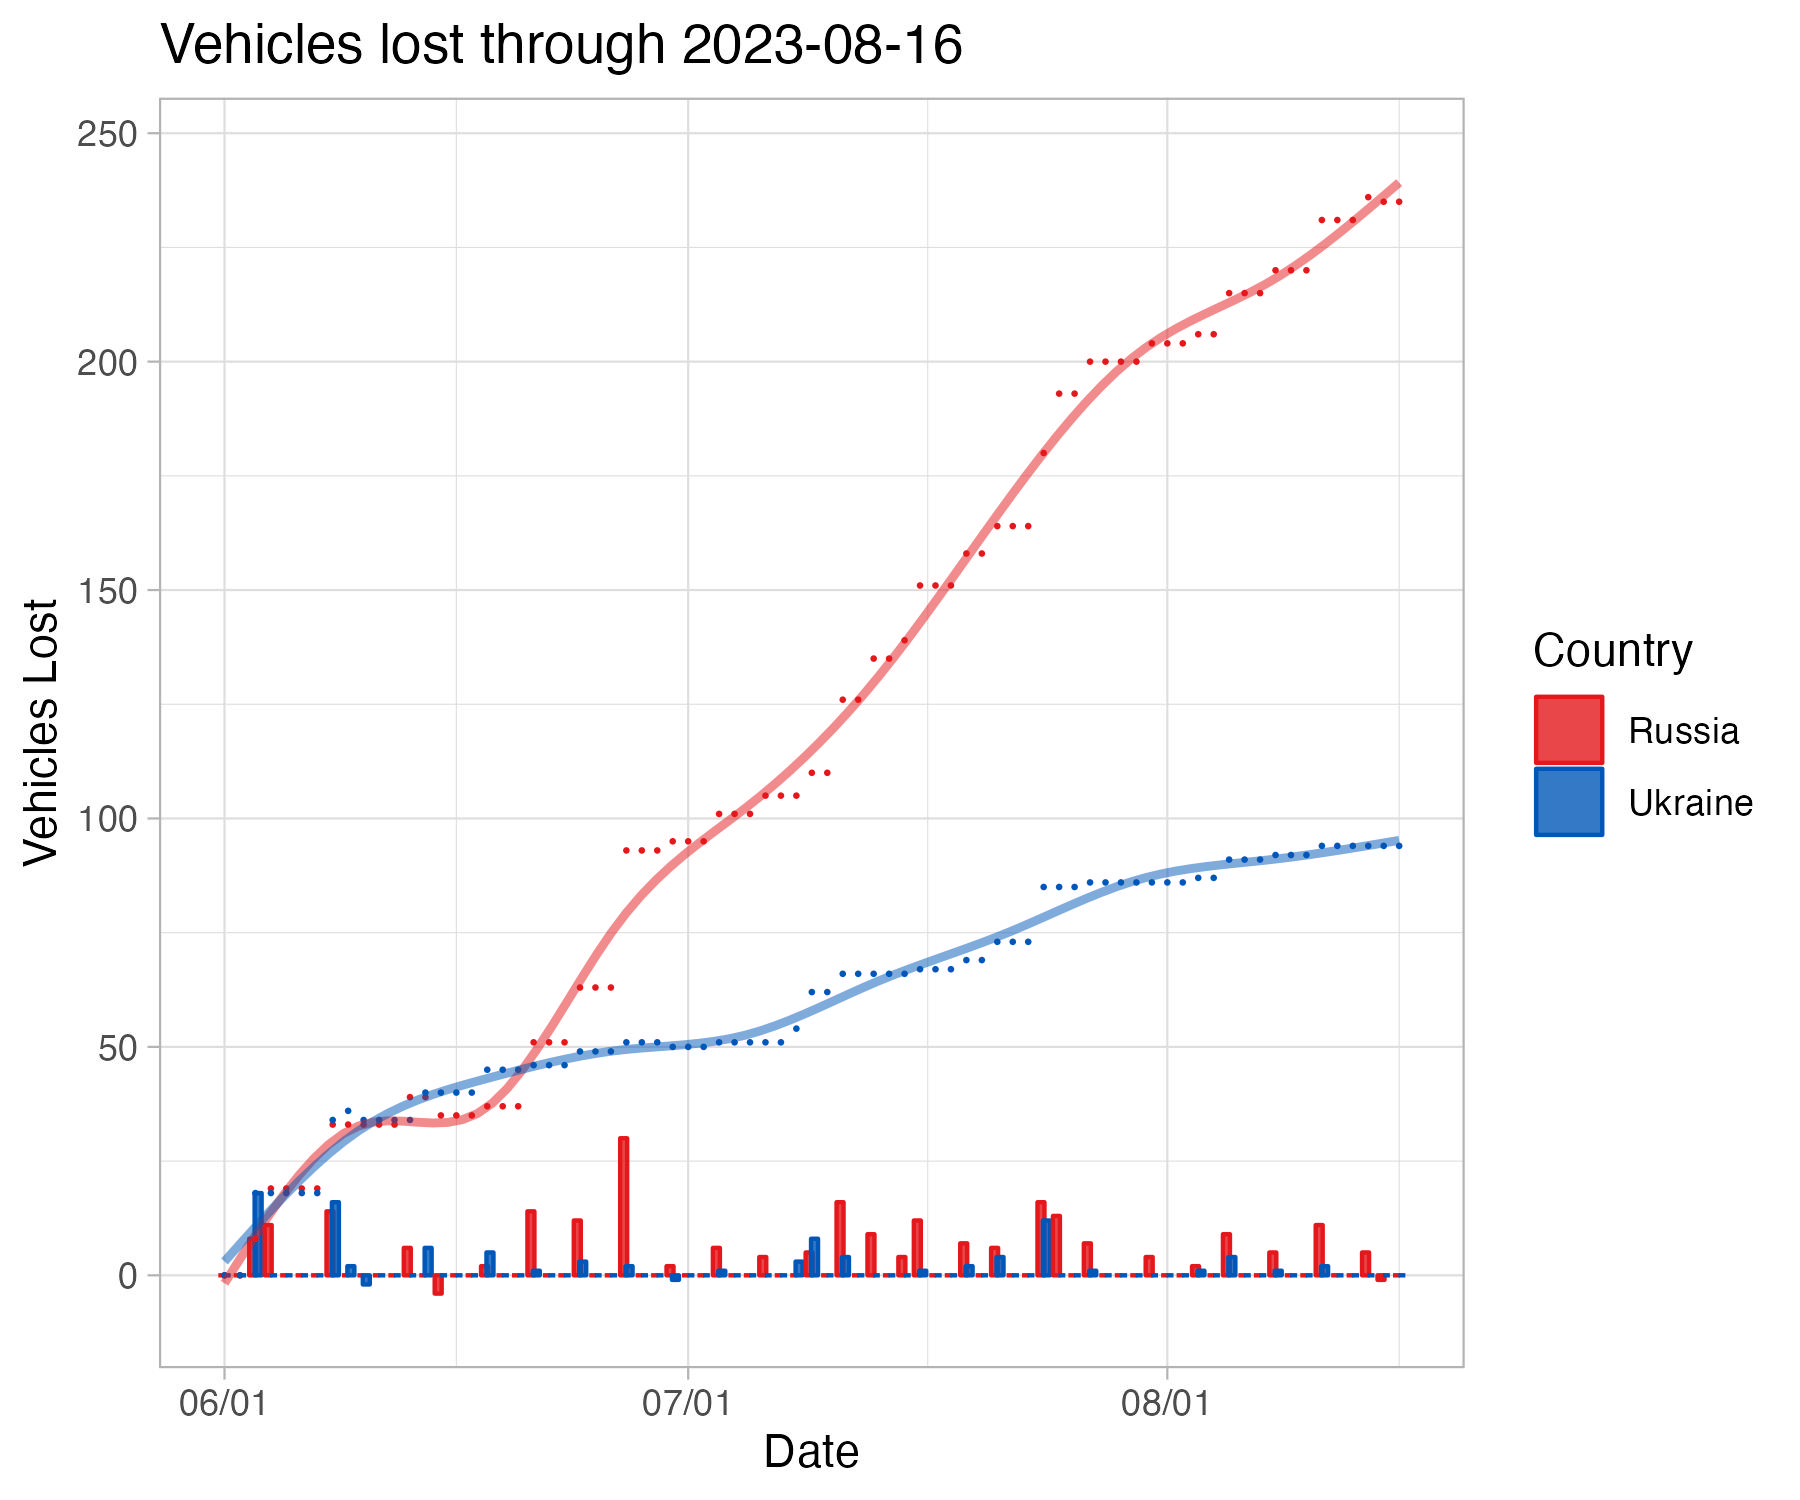 Vehicles lost through 2023-08-16
250
200
150
100
50
0
Vehicles Lost
06/01
07/01
08/01
Date
Country
Russia
Ukraine